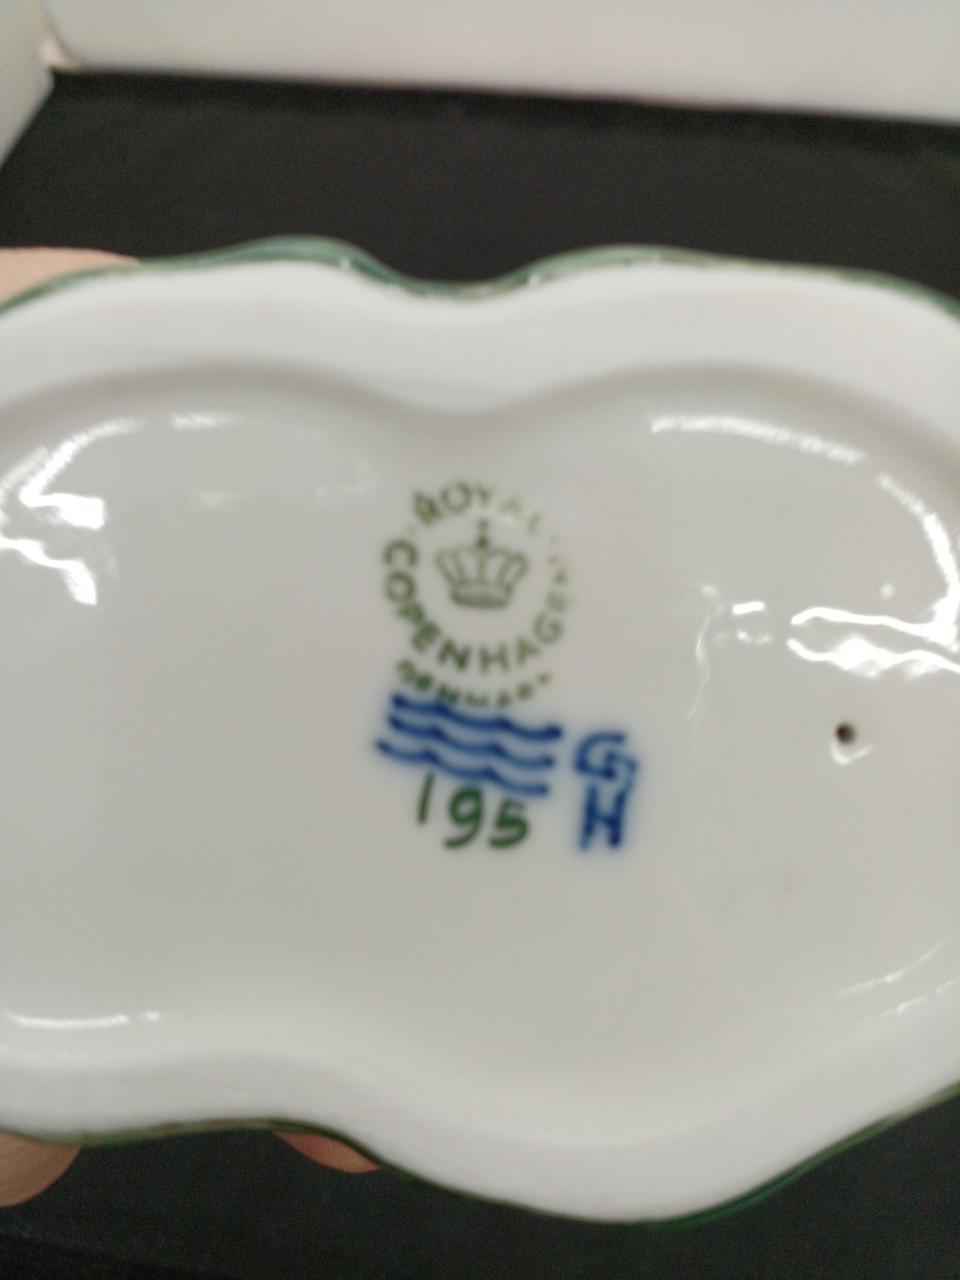 ROYAL
COPENHAGEN
DENMARK
195
GH